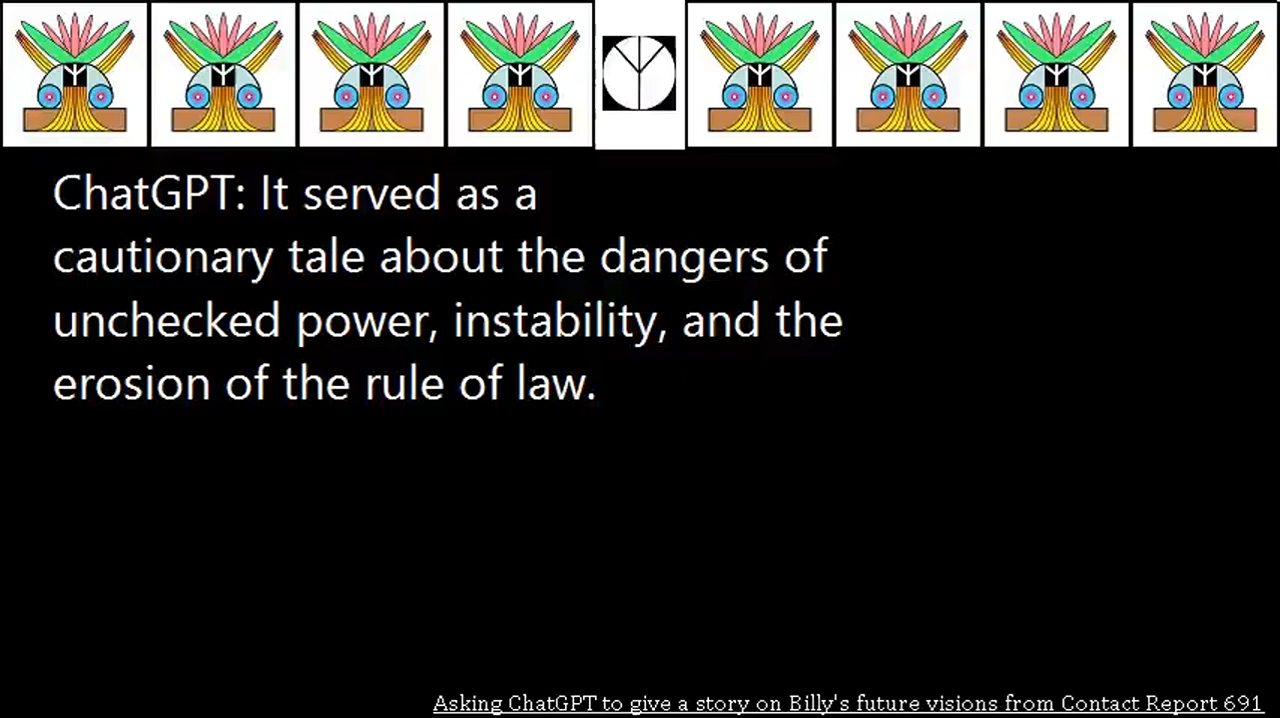 ChatGPT: It served as a
cautionary tale about the dangers of
unchecked power, instability, and the
erosion of the rule of law.
Asking ChatGPT to give a story on Billy's future visions from Contact Report 691